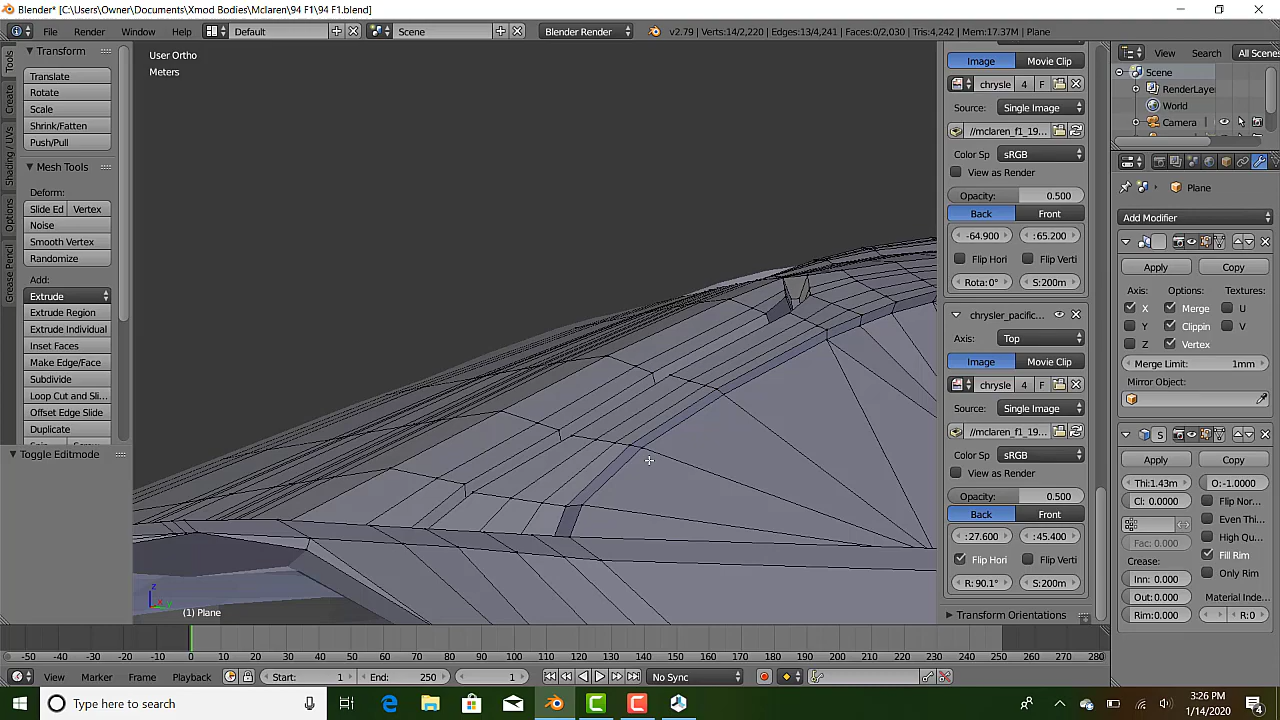 Blender* [C:\Users\Owner\Documents\Xmod Bodies\Mclaren\94 F1\94 F1.blend]
File Render Window Help Default Scene Blender Render v2.79 | Verts:14/2,220 | Edges:13/4,241 | Faces:0/2,030 | Tris:4,242 | Mem:17.37M | Plane
Tools
Create
Shading / UVs
Options
Grease Pencil
Transform
Translate
Rotate
Scale
Shrink/Fatten
Push/Pull
Mesh Tools
Deform:
Slide Ed Vertex
Noise
Smooth Vertex
Randomize
Add:
Extrude
Extrude Region
Extrude Individual
Inset Faces
Make Edge/Face
Subdivide
Loop Cut and Sli...
Offset Edge Slide
Duplicate
Toggle Editmode
User Ortho
Meters
(1) Plane
Image Movie Clip
chrysle 4 F
Source: Single Image
//mclaren_f1_19...
Color Sp sRGB
View as Render
Opacity: 0.500
Back Front
-64.900 :65.200
Flip Hori Flip Verti
Rota: 0° S:200m
chrysler_pacific...
Axis: Top
Image Movie Clip
chrysle 4 F
Source: Single Image
//mclaren_f1_19...
Color Sp sRGB
View as Render
Opacity: 0.500
Back Front
:27.600 :45.400
Flip Hori Flip Verti
R: 90.1° S:200m
Transform Orientations
View Search All Scenes
Scene
RenderLaye
World
Camera
Plane
Add Modifier
Apply Copy
Axis: Options: Textures:
X Merge U
Y Clippin V
Z Vertex
Merge Limit: 1mm
Mirror Object:
S
Apply Copy
Thi:1.43m O:-1.0000
Cl: 0.0000 Flip Nor...
Even Thi...
High Qu...
Fac: 0.000
Fill Rim
Crease:
Only Rim
Inn: 0.000
Out: 0.000 Material Inde...
Rim:0.000 R:0
-50 -40 -30 -20 -10 0 10 20 30 40 50 60 70 80 90 100 110 120 130 140 150 160 170 180 190 200 210 220 230 240 250 260 270 280
View Marker Frame Playback Start: 1 End: 250 1 No Sync
Type here to search
3:26 PM
1/14/2020